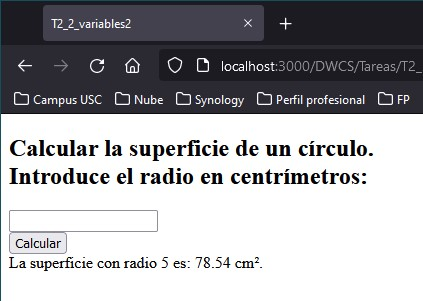 T2_2_variables2
localhost:3000/DWCS/Tareas/T2_
Campus USC Nube Synology Perfil profesional FP
Calcular la superficie de un círculo.
Introduce el radio en centrímetros:
Calcular
La superficie con radio 5 es: 78.54 cm².